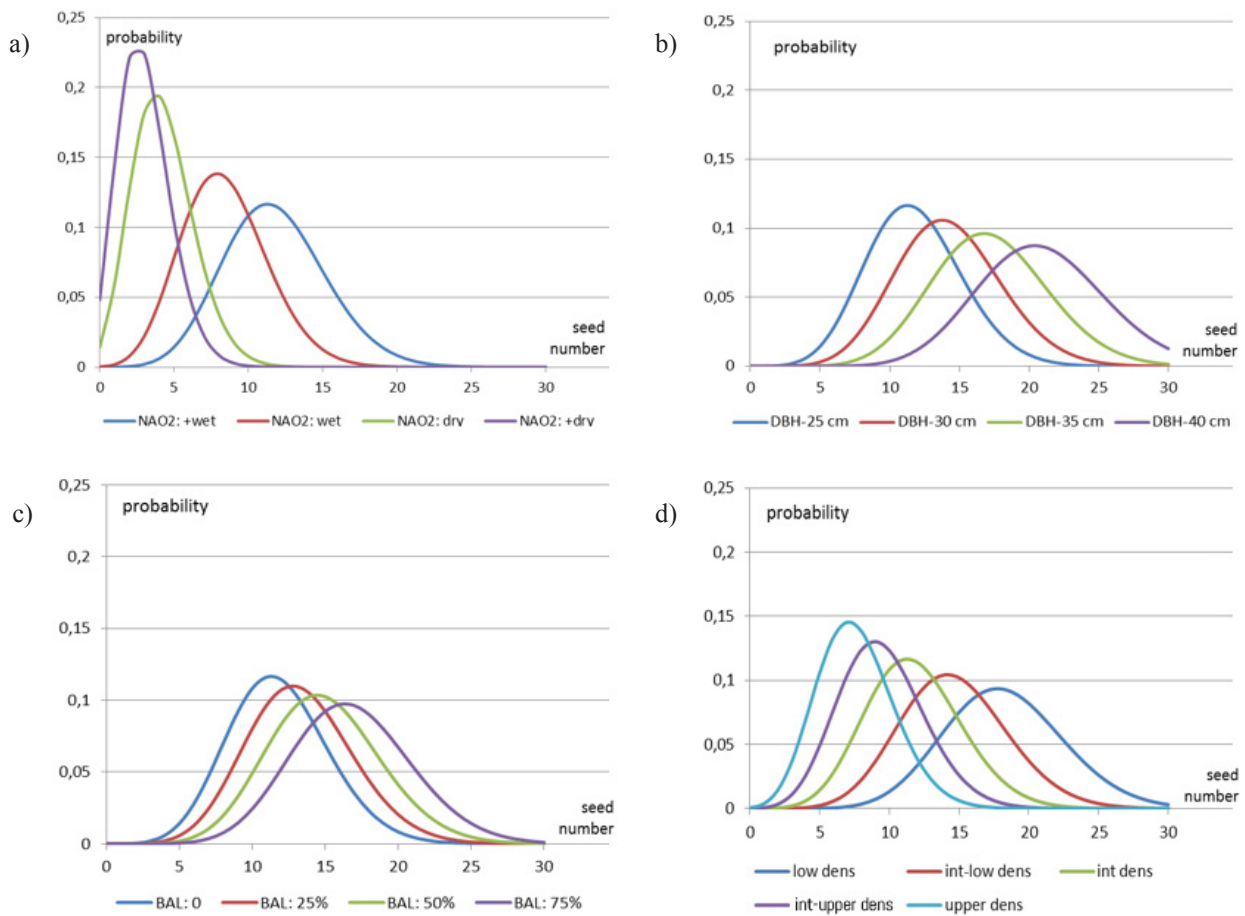 a)
0,25
probability
0,2
0,15
0,1
0,05
seed
number
0
0 5 10 15 20 25 30
NAO2: +wet NAO2: wet NAO2: dry NAO2: +dry
b)
0,25
probability
0,2
0,15
0,1
0,05
seed
number
0
0 5 10 15 20 25 30
DBH-25 cm DBH-30 cm DBH-35 cm DBH-40 cm
c)
0,25
probability
0,2
0,15
0,1
0,05
seed
number
0
0 5 10 15 20 25 30
BAL: 0 BAL: 25% BAL: 50% BAL: 75%
d)
0,25
probability
0,2
0,15
0,1
0,05
seed
number
0
0 5 10 15 20 25 30
low dens int-low dens int dens
int-upper dens upper dens